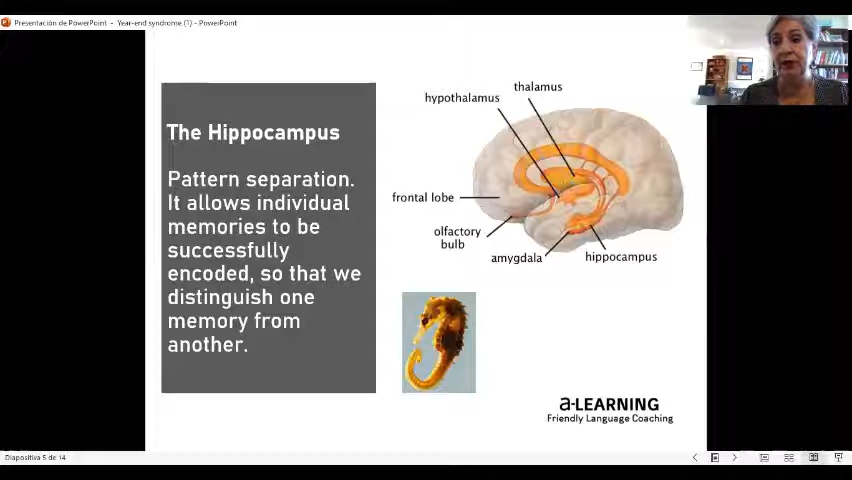 Presentación de PowerPoint - Year-end syndrome (1) - PowerPoint
The Hippocampus
Pattern separation.
It allows individual
memories to be
successfully
encoded, so that we
distinguish one
memory from
another.
thalamus
hypothalamus
frontal lobe
olfactory
bulb
amygdala
hippocampus
a-LEARNING
Friendly Language Coaching
Diapositiva 5 de 14